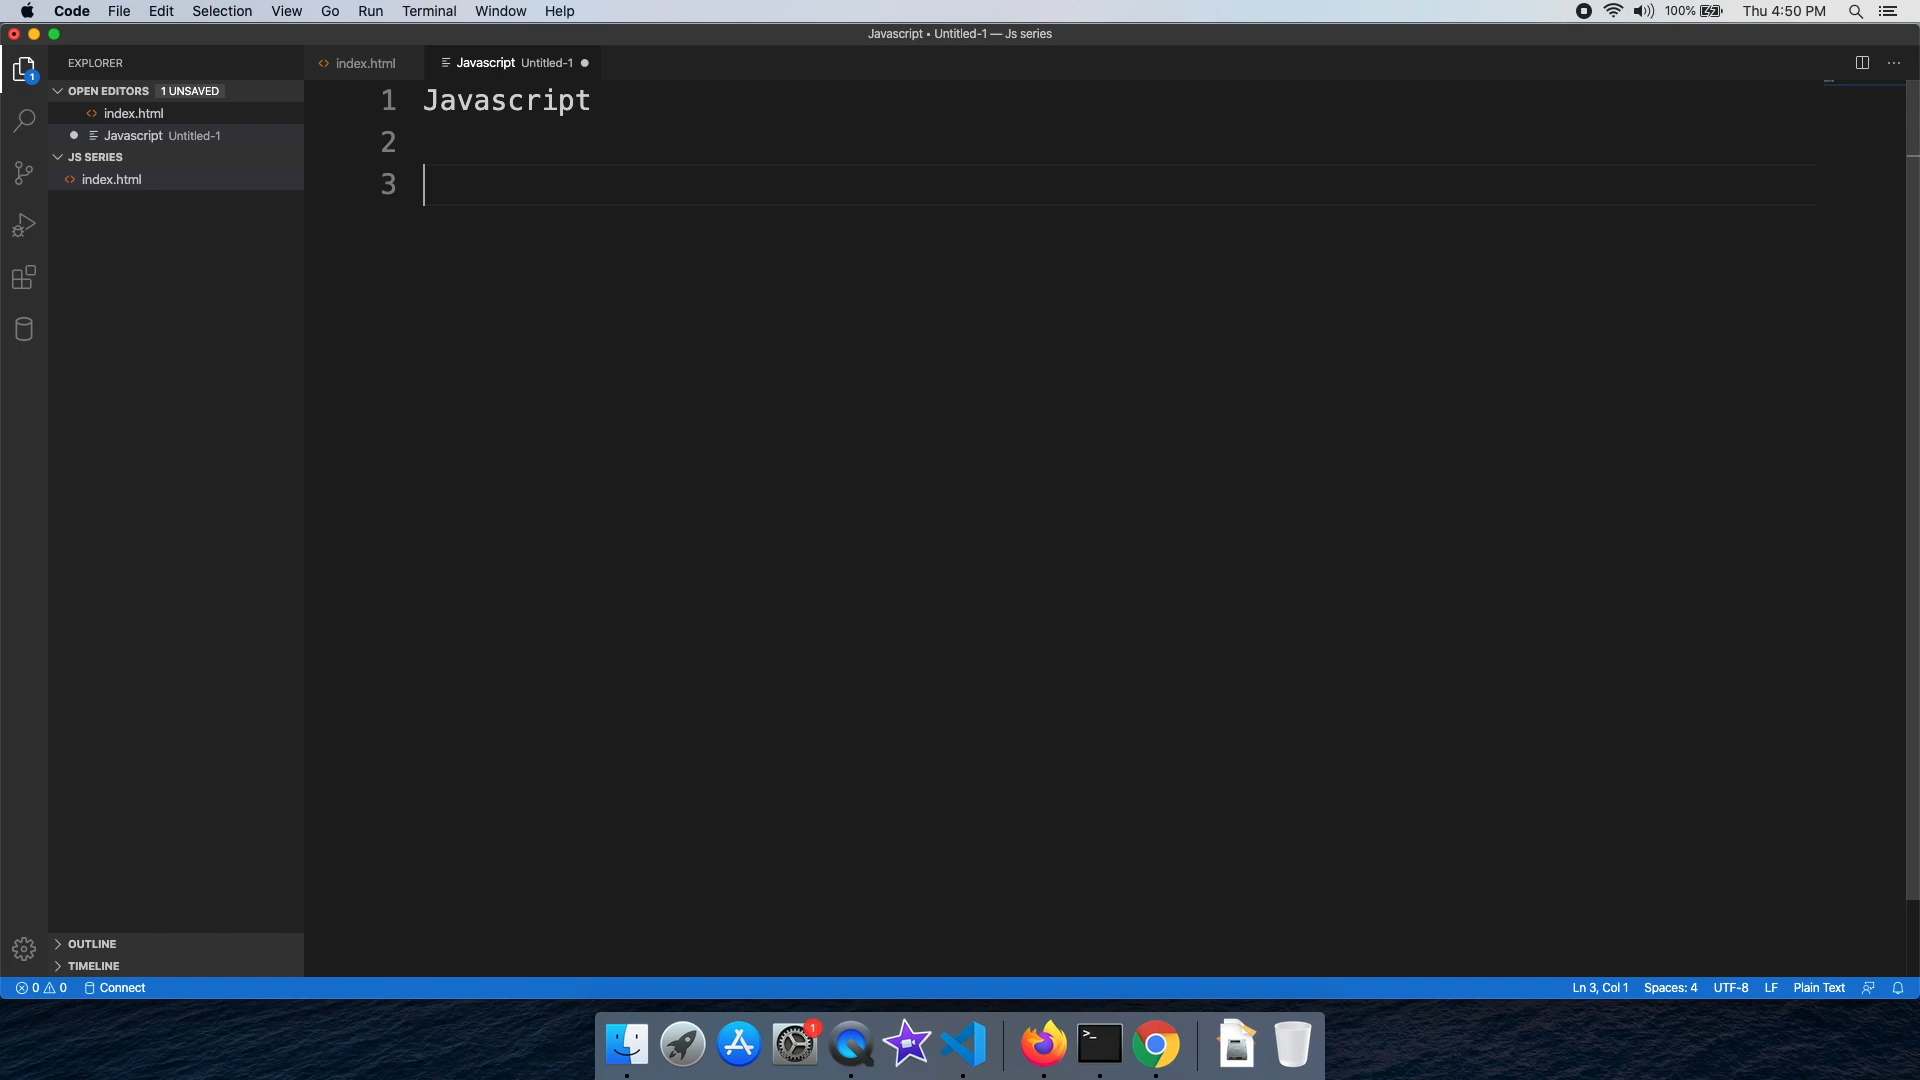 Code File Edit Selection View Go Run Terminal Window Help 100% Thu 4:50 PM
Javascript • Untitled-1 — Js series
EXPLORER
index.html
Javascript Untitled-1
OPEN EDITORS 1 UNSAVED
index.html
Javascript Untitled-1
JS SERIES
index.html
1 Javascript
2
3
OUTLINE
TIMELINE
0 0 Connect Ln 3, Col 1 Spaces: 4 UTF-8 LF Plain Text
1
1
>_